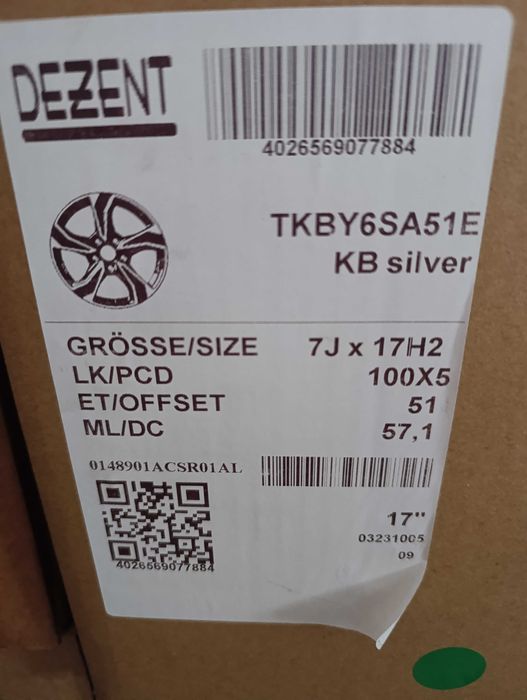 DEZENT
4026569077884
TKBY6SA51E
KB silver
GRÖSSE/SIZE 7J x 17H2
LK/PCD 100X5
ET/OFFSET 51
ML/DC 57,1
0148901ACSR01AL
17"
03231005
09
4026569077884